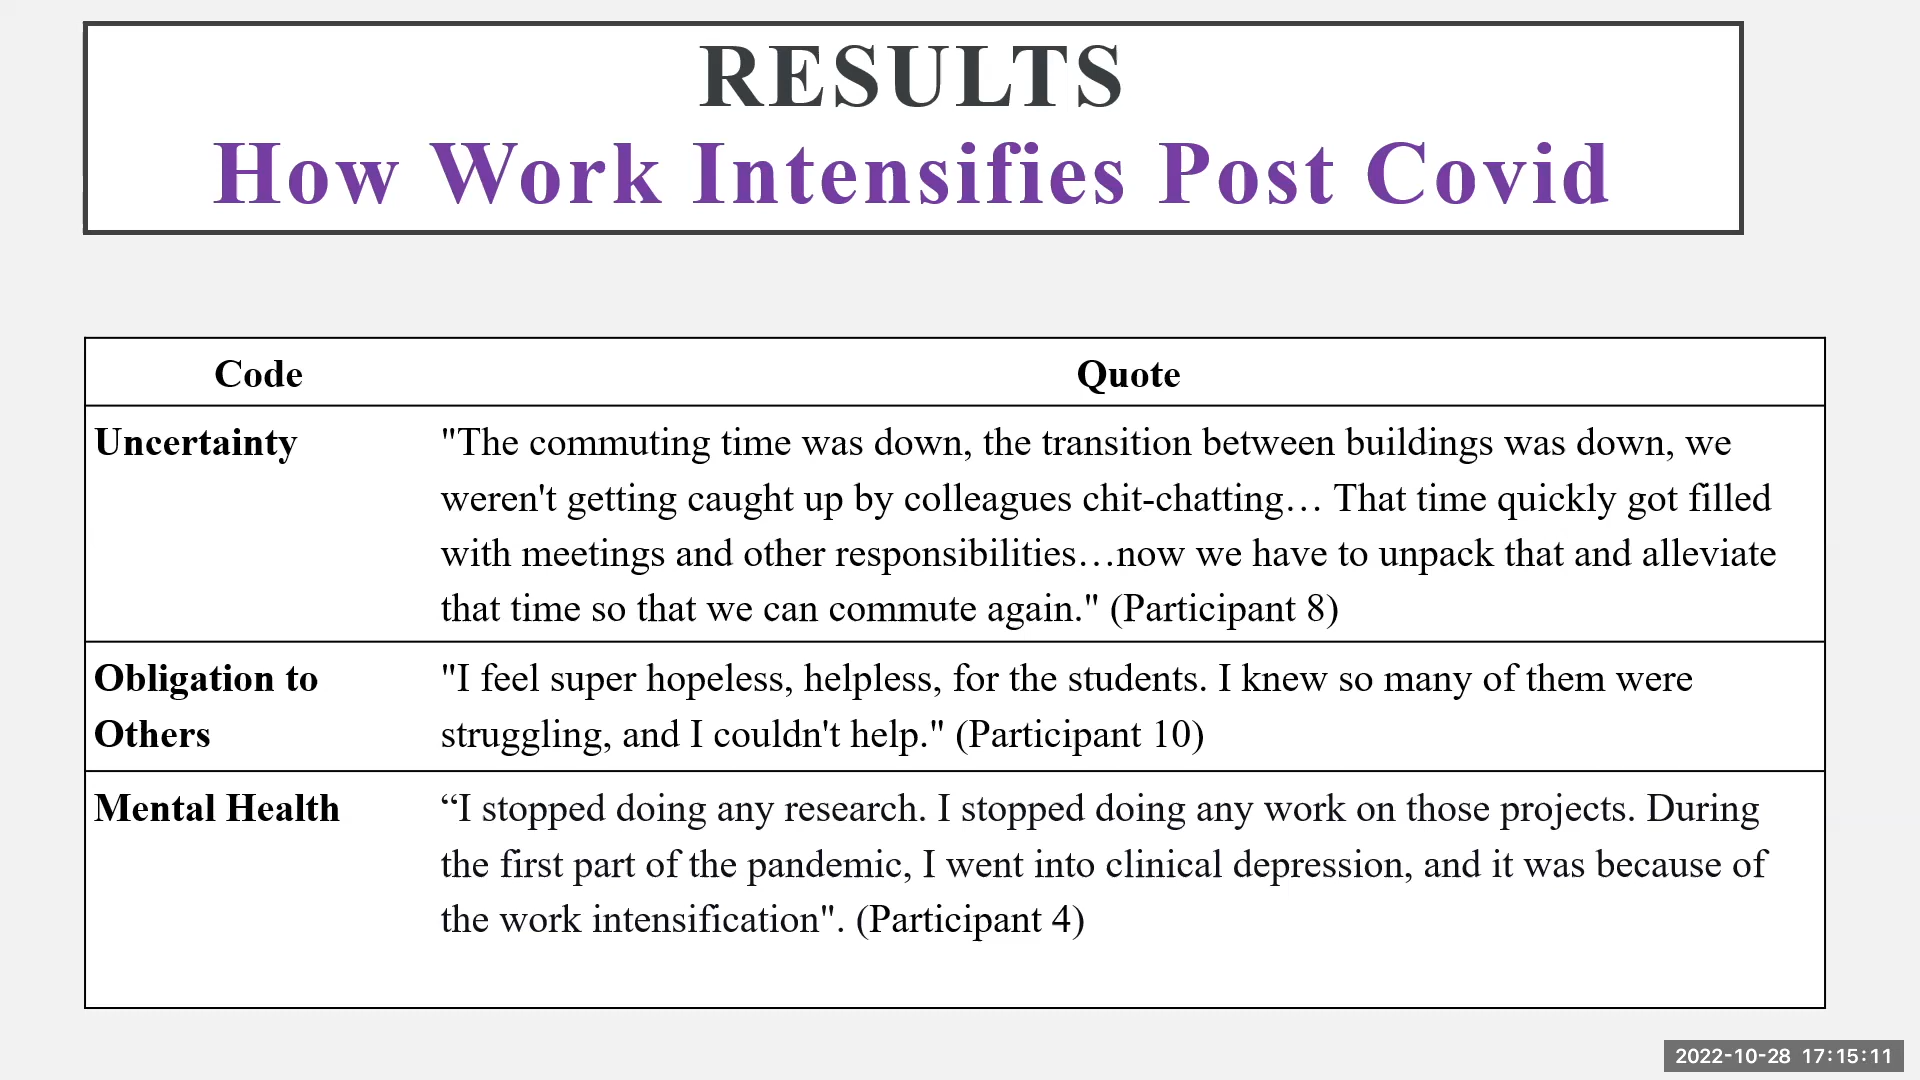 RESULTS
How Work Intensifies Post Covid
Code Quote
Uncertainty "The commuting time was down, the transition between buildings was down, we
weren't getting caught up by colleagues chit-chatting… That time quickly got filled
with meetings and other responsibilities…now we have to unpack that and alleviate
that time so that we can commute again." (Participant 8)
Obligation to "I feel super hopeless, helpless, for the students. I knew so many of them were
Others struggling, and I couldn't help." (Participant 10)
Mental Health “I stopped doing any research. I stopped doing any work on those projects. During
the first part of the pandemic, I went into clinical depression, and it was because of
the work intensification". (Participant 4)
2022-10-28 17:15:11